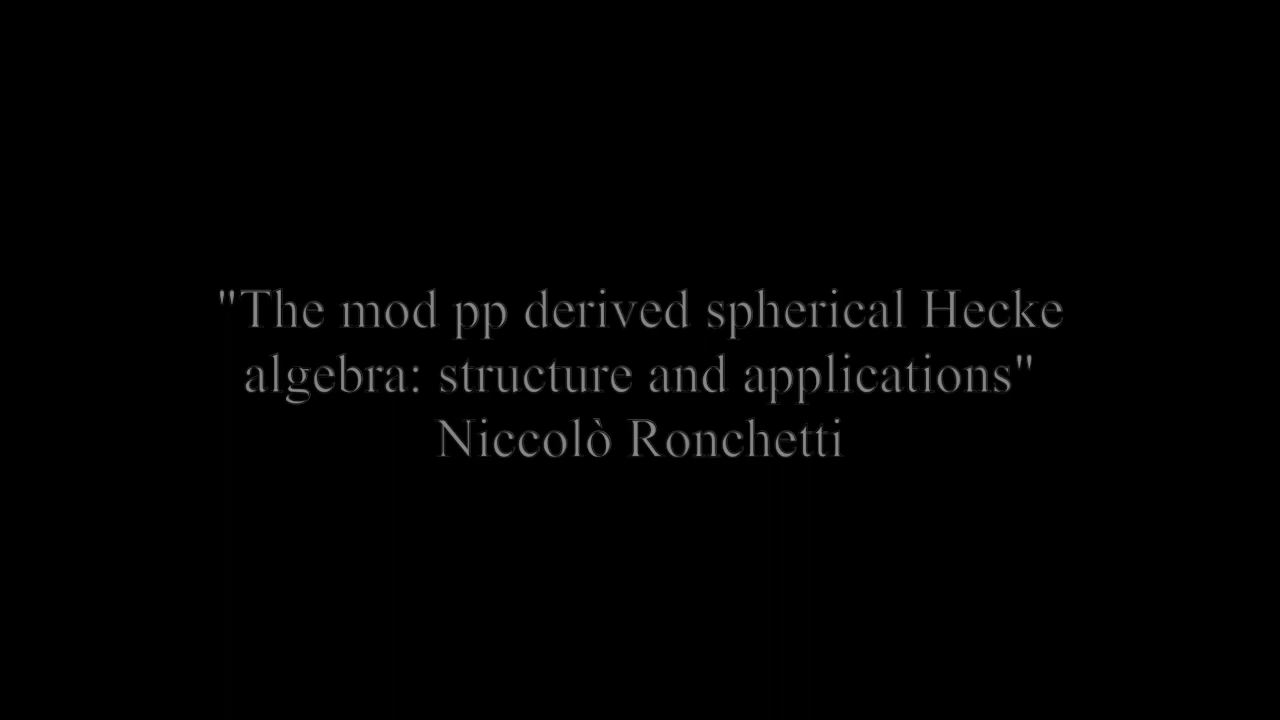 "The mod pp derived spherical Hecke
algebra: structure and applications"
Niccolò Ronchetti